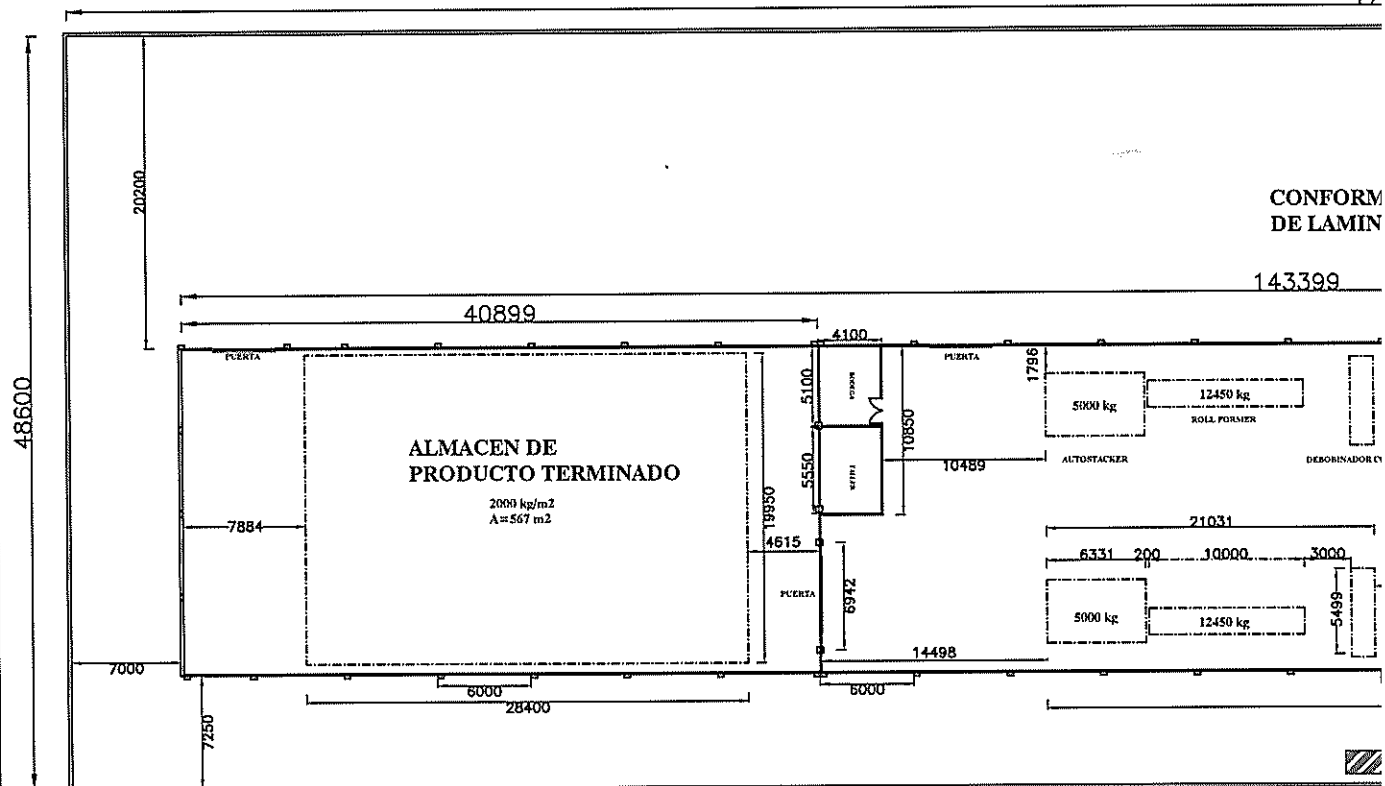 20200
CONFORM
DE LAMIN
143399
40899
4100
PUERTA
PUERTA
1796
48600
5100
BODEGA
5000 kg
12450 kg
ROLL FORMER
10850
ALMACEN DE
PRODUCTO TERMINADO
2000 kg/m2
A=567 m2
5550
TALLER
10489
AUTOSTACKER
DEBOBINADOR
7884
19950
4615
21031
6331 200 10000 3000
PUERTA
6942
5499
5000 kg
12450 kg
7000
14498
6000
6000
28400
7250